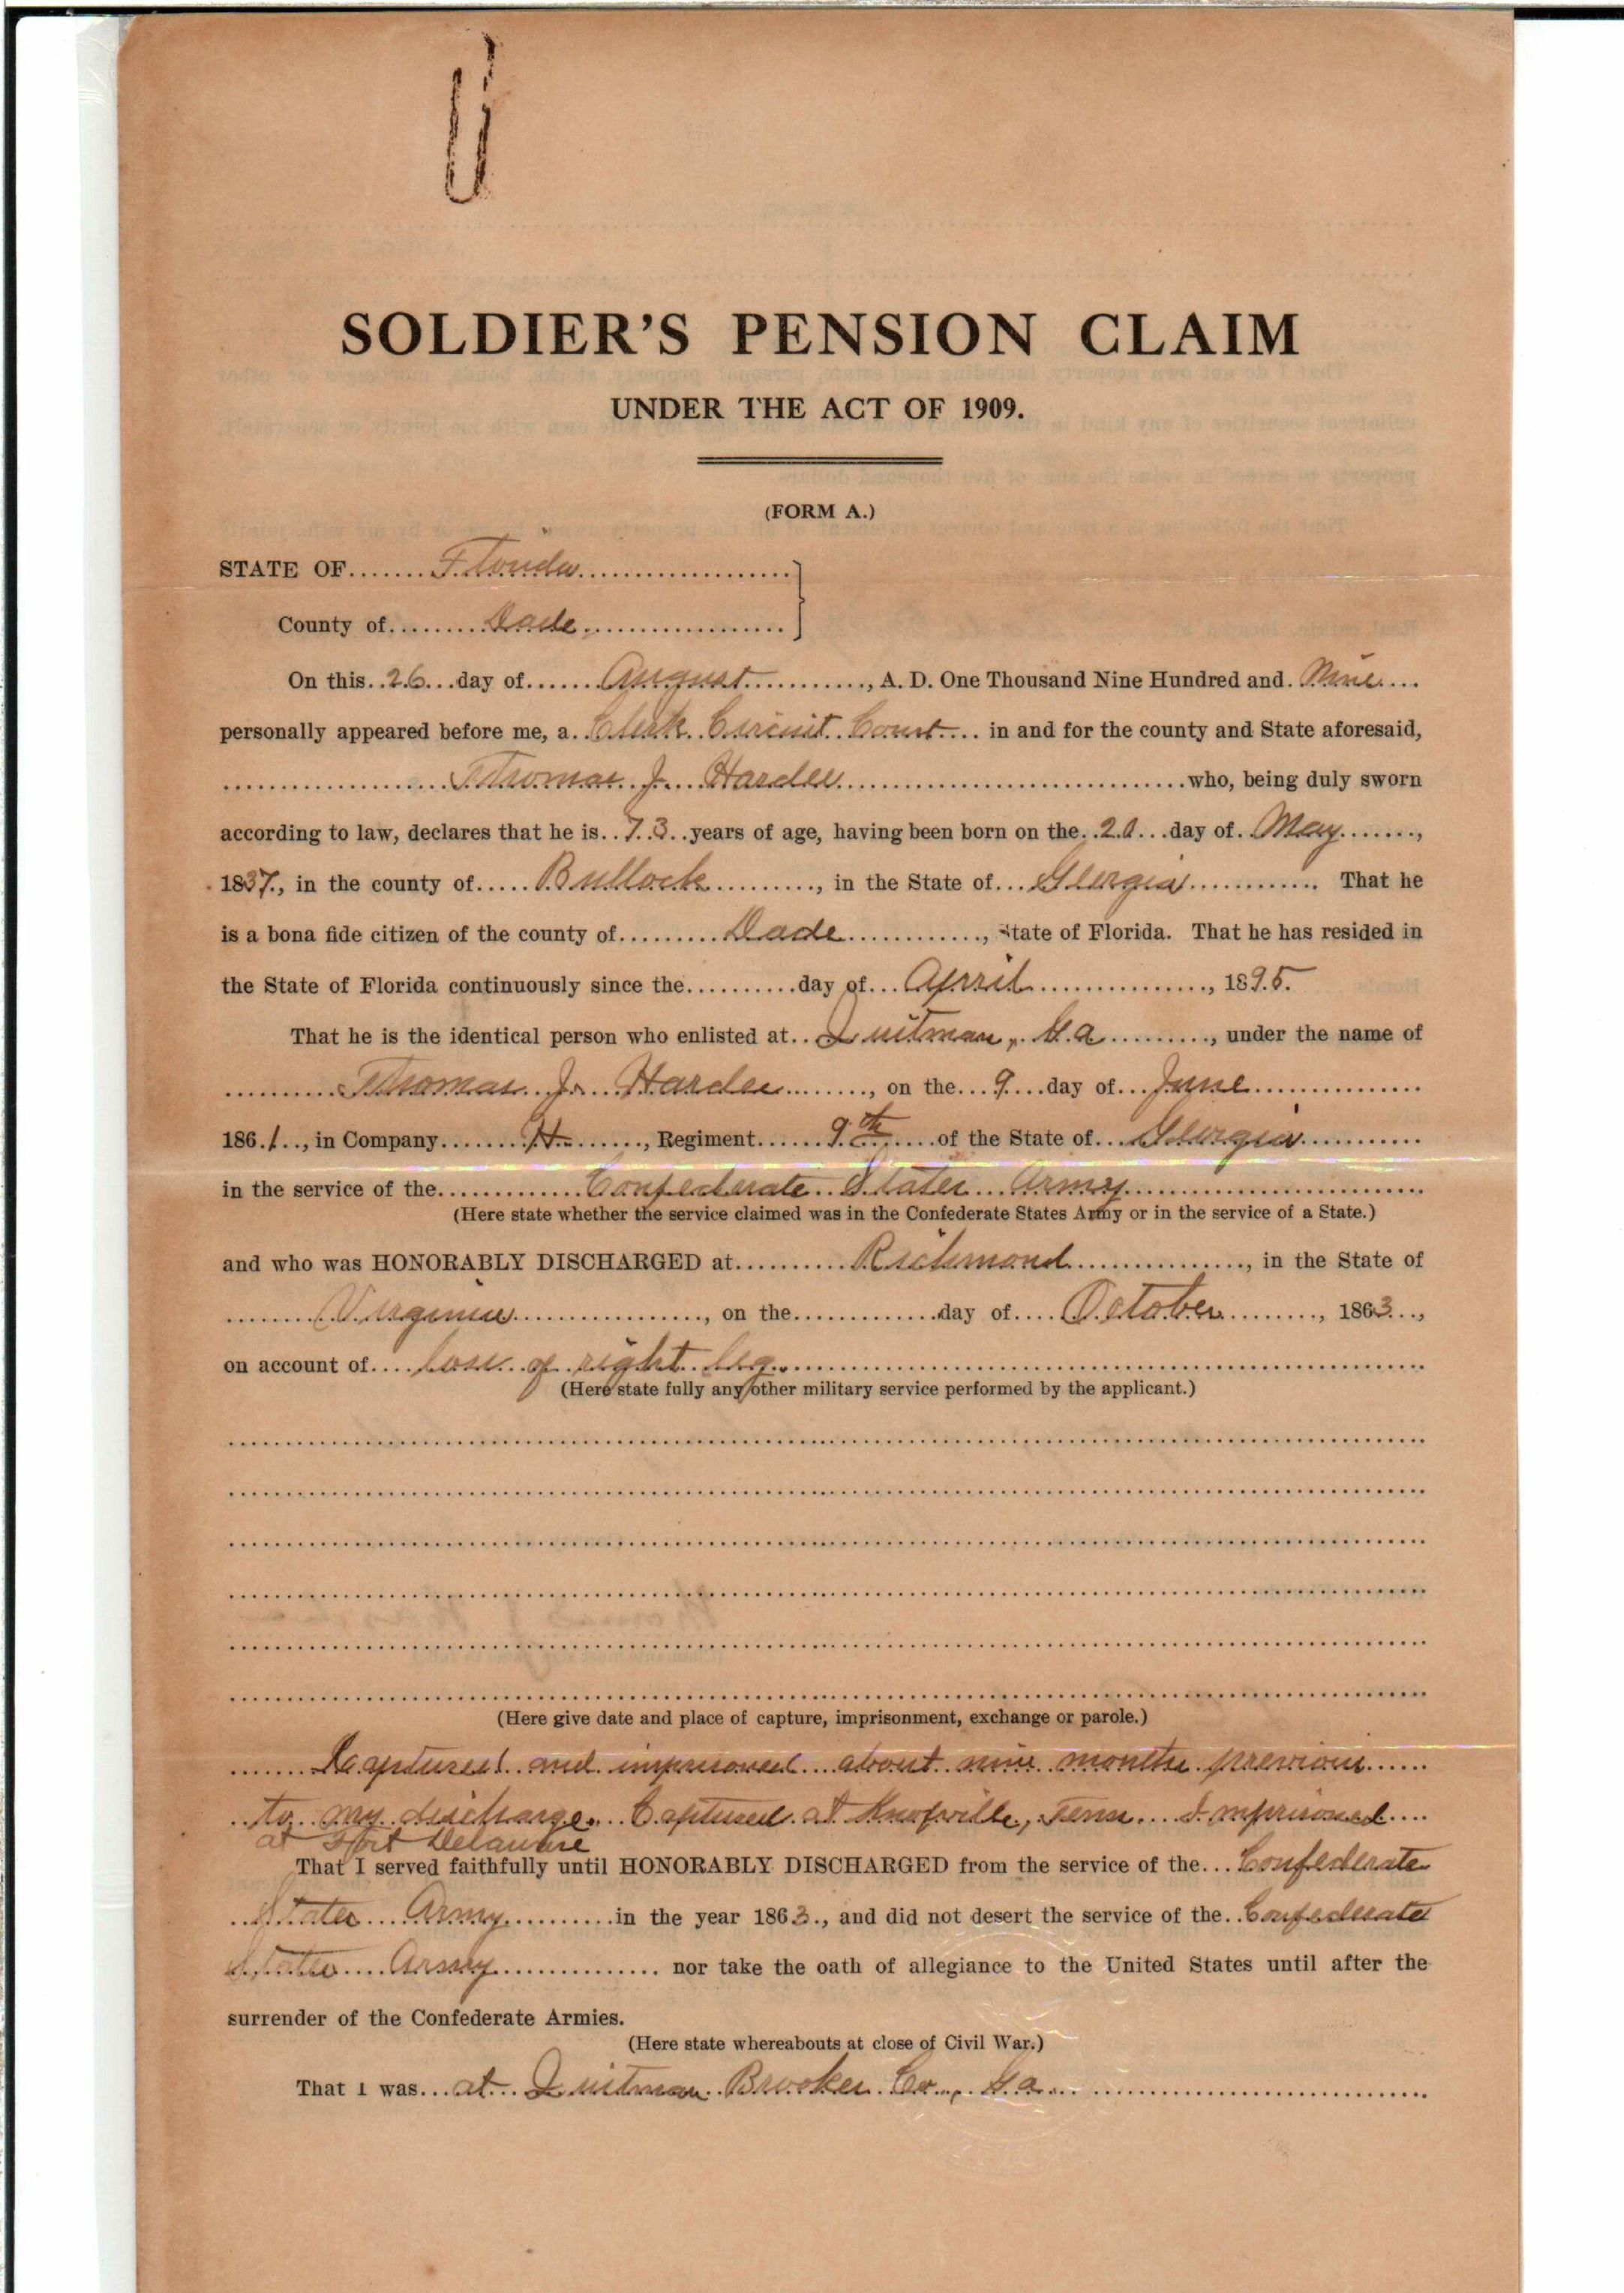 SOLDIER'S PENSION CLAIM
UNDER THE ACT OF 1909.
(FORM A.)
STATE OF Florida
County of Dade
On this 26 day of August, A. D. One Thousand Nine Hundred and Nine
personally appeared before me, a Clerk Circuit Court in and for the county and State aforesaid,
Thomas J. Hardee who, being duly sworn
according to law, declares that he is 73 years of age, having been born on the day of May,
1837, in the county of Bullock, in the State of Georgia. That he
is a bona fide citizen of the county of Dade, State of Florida. That he has resided in
the State of Florida continuously since the day of April, 1895.
That he is the identical person who enlisted at Quitman, Ga, under the name of
Thomas J. Hardee, on the 9 day of June
1861, in Company H, Regiment 9th of the State of Georgia
in the service of the Confederate States Army
(Here state whether the service claimed was in the Confederate States Army or in the service of a State.)
and who was HONORABLY DISCHARGED at Richmond, in the State of
Virginia, on the day of October, 1863,
on account of loss of right leg.
(Here state fully any other military service performed by the applicant.)
(Here give date and place of capture, imprisonment, exchange or parole.)
captured and imprisoned about nine months previous
to my discharge. Captured at Knoxville, Tenn. Imprisoned
at Fort Delaware
That I served faithfully until HONORABLY DISCHARGED from the service of the Confederate
States Army in the year 1863, and did not desert the service of the Confederate
States Army nor take the oath of allegiance to the United States until after the
surrender of the Confederate Armies.
(Here state whereabouts at close of Civil War.)
That I was at Quitman Brookes Co., Ga.